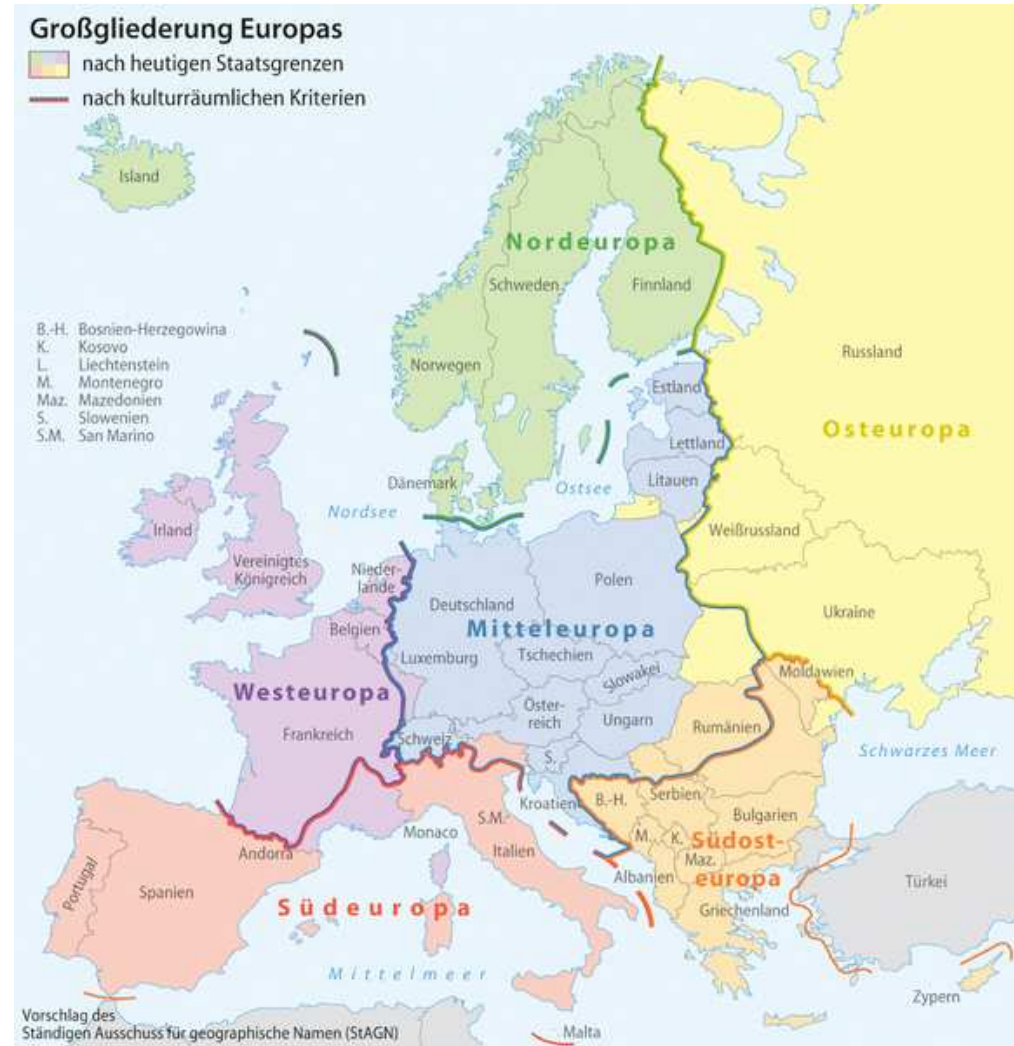 Großgliederung Europas
nach heutigen Staatsgrenzen
nach kulturräumlichen Kriterien
Island
Nordeuropa
Schweden
Finnland
B.-H. Bosnien-Herzegowina
K. Kosovo
L. Liechtenstein
M. Montenegro
Maz. Mazedonien
S. Slowenien
S.M. San Marino
Norwegen
Russland
Estland
Osteuropa
Lettland
Dänemark
Ostsee
Litauen
Nordsee
Irland
Weißrussland
Vereinigtes
Königreich
Nieder-
lande
Polen
Deutschland
Ukraine
Belgien
Mitteleuropa
Luxemburg
Tschechien
Slowakei
Moldawien
Westeuropa
Öster-
reich
Ungarn
Rumänien
Frankreich
Schweiz
Schwarzes Meer
S.
Kroatien
B.-H.
Serbien
Bulgarien
Monaco
S.M.
M.
K.
Südost-
europa
Andorra
Italien
Maz.
Albanien
Türkei
Portugal
Spanien
Südeuropa
Griechenland
Mittelmeer
Zypern
Malta
Vorschlag des
Ständigen Ausschuss für geographische Namen (StAGN)